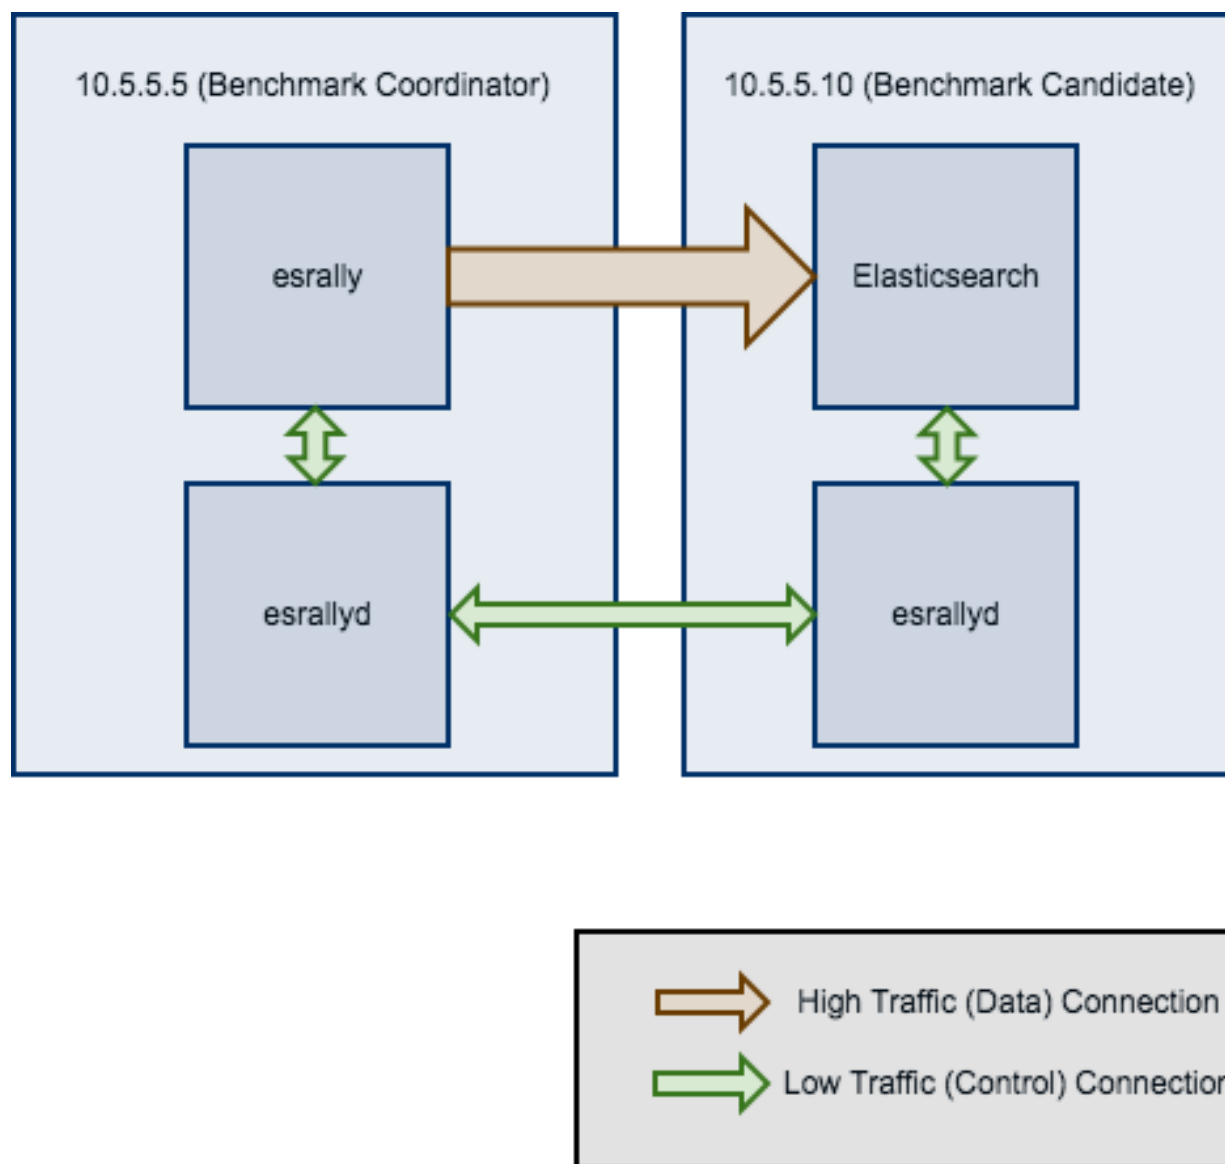 10.5.5.5 (Benchmark Coordinator)
10.5.5.10 (Benchmark Candidate)
esrally
Elasticsearch
esrallyd
esrallyd
High Traffic (Data) Connection
Low Traffic (Control) Connection